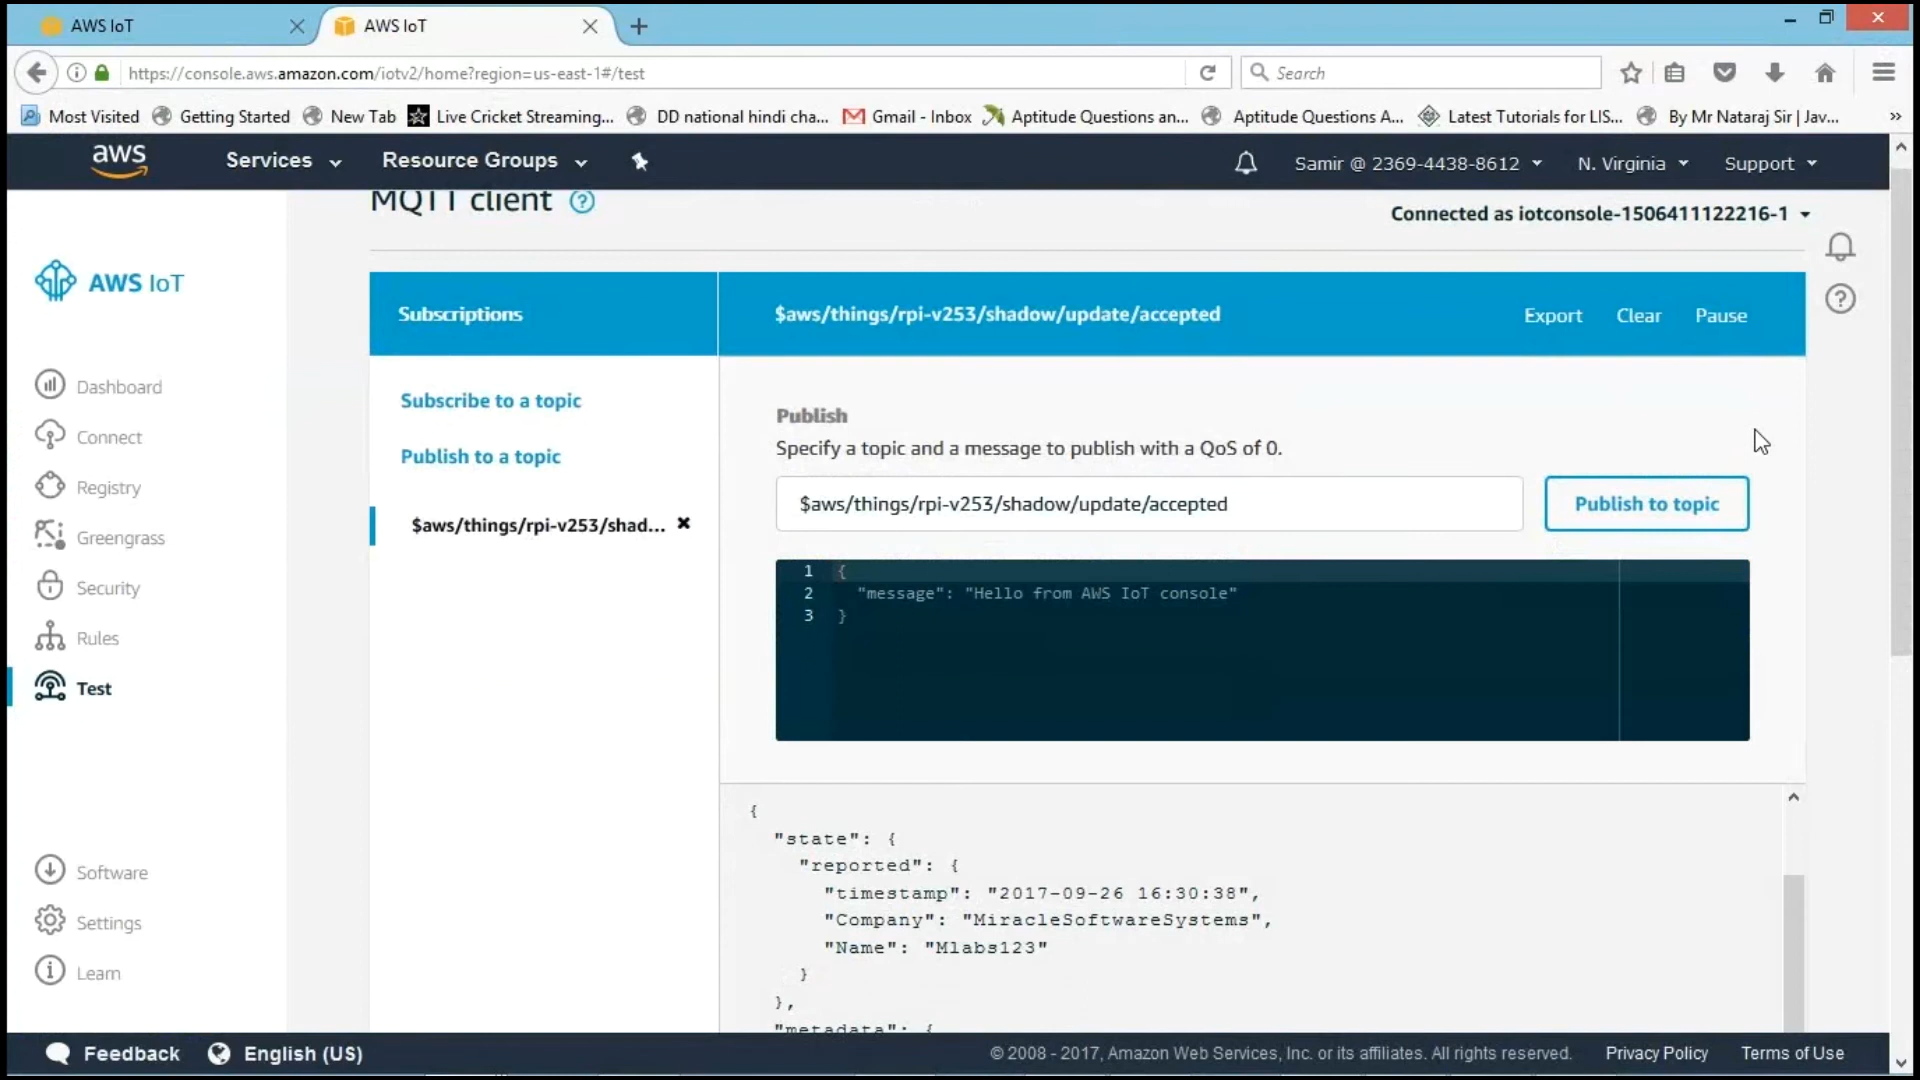 AWS IoT
AWS IoT
https://console.aws.amazon.com/iotv2/home?region=us-east-1#/test
Search
Most Visited
Getting Started
New Tab
Live Cricket Streaming...
DD national hindi cha...
Gmail - Inbox
Aptitude Questions an...
Aptitude Questions A...
Latest Tutorials for LIS...
By Mr Nataraj Sir | Jav...
aws
Services
Resource Groups
Samir @ 2369-4438-8612
N. Virginia
Support
MQTT client
Connected as iotconsole-1506411122216-1
AWS IoT
Dashboard
Connect
Registry
Greengrass
Security
Rules
Test
Software
Settings
Learn
Subscriptions
Subscribe to a topic
Publish to a topic
$aws/things/rpi-v253/shad...
$aws/things/rpi-v253/shadow/update/accepted
Export
Clear
Pause
Publish
Specify a topic and a message to publish with a QoS of 0.
$aws/things/rpi-v253/shadow/update/accepted
Publish to topic
1 {
2 "message": "Hello from AWS IoT console"
3 }
{
"state": {
"reported": {
"timestamp": "2017-09-26 16:30:38",
"Company": "MiracleSoftwareSystems",
"Name": "Mlabs123"
}
},
"metadata": {
Feedback
English (US)
© 2008 - 2017, Amazon Web Services, Inc. or its affiliates. All rights reserved.
Privacy Policy
Terms of Use